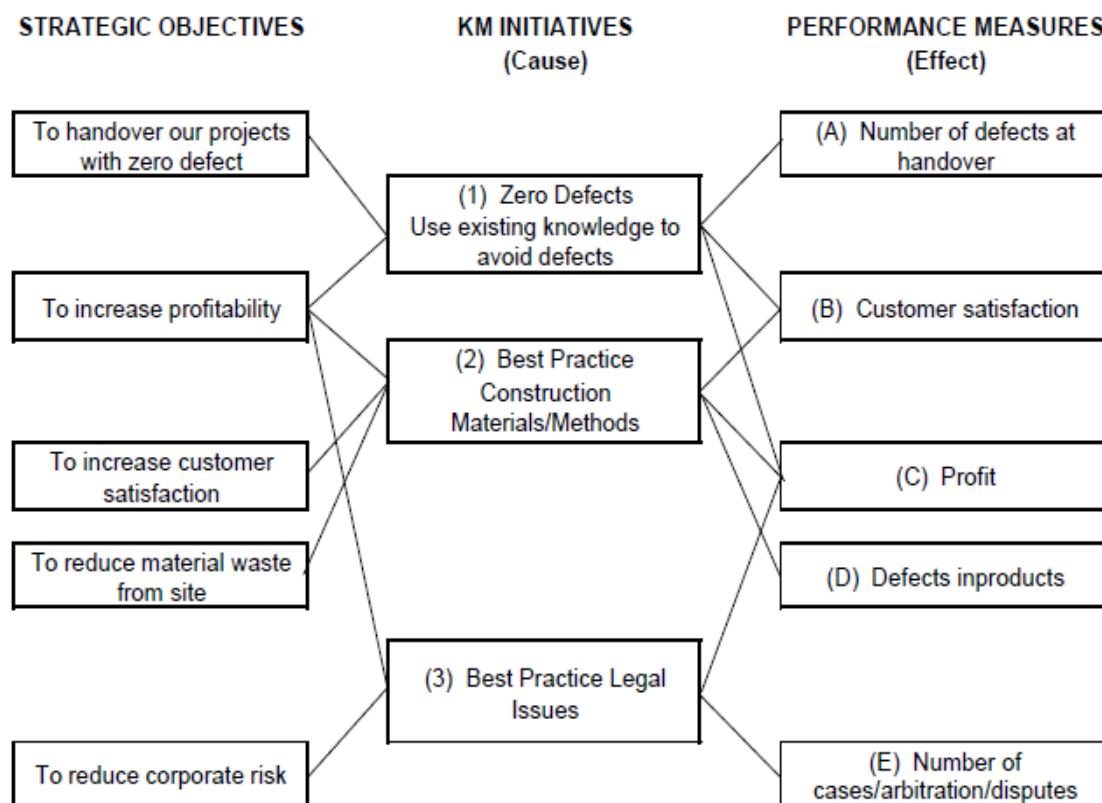 STRATEGIC OBJECTIVES
KM INITIATIVES
(Cause)
PERFORMANCE MEASURES
(Effect)
To handover our projects
with zero defect
To increase profitability
To increase customer
satisfaction
To reduce material waste
from site
To reduce corporate risk
(1) Zero Defects
Use existing knowledge to
avoid defects
(2) Best Practice
Construction
Materials/Methods
(3) Best Practice Legal
Issues
(A) Number of defects at
handover
(B) Customer satisfaction
(C) Profit
(D) Defects inproducts
(E) Number of
cases/arbitration/disputes